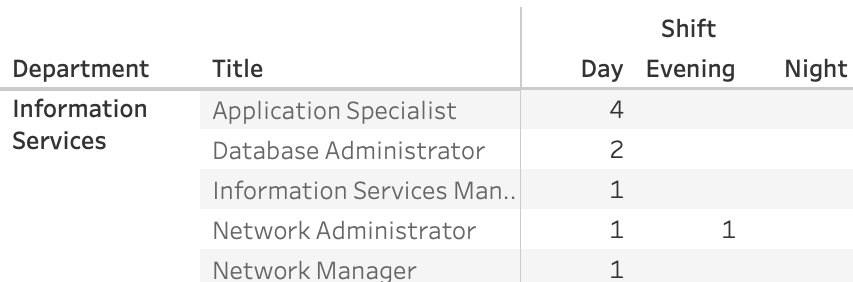 Shift
Department Title Day Evening Night
Information Services Application Specialist 4
Database Administrator 2
Information Services Man.. 1
Network Administrator 1 1
Network Manager 1